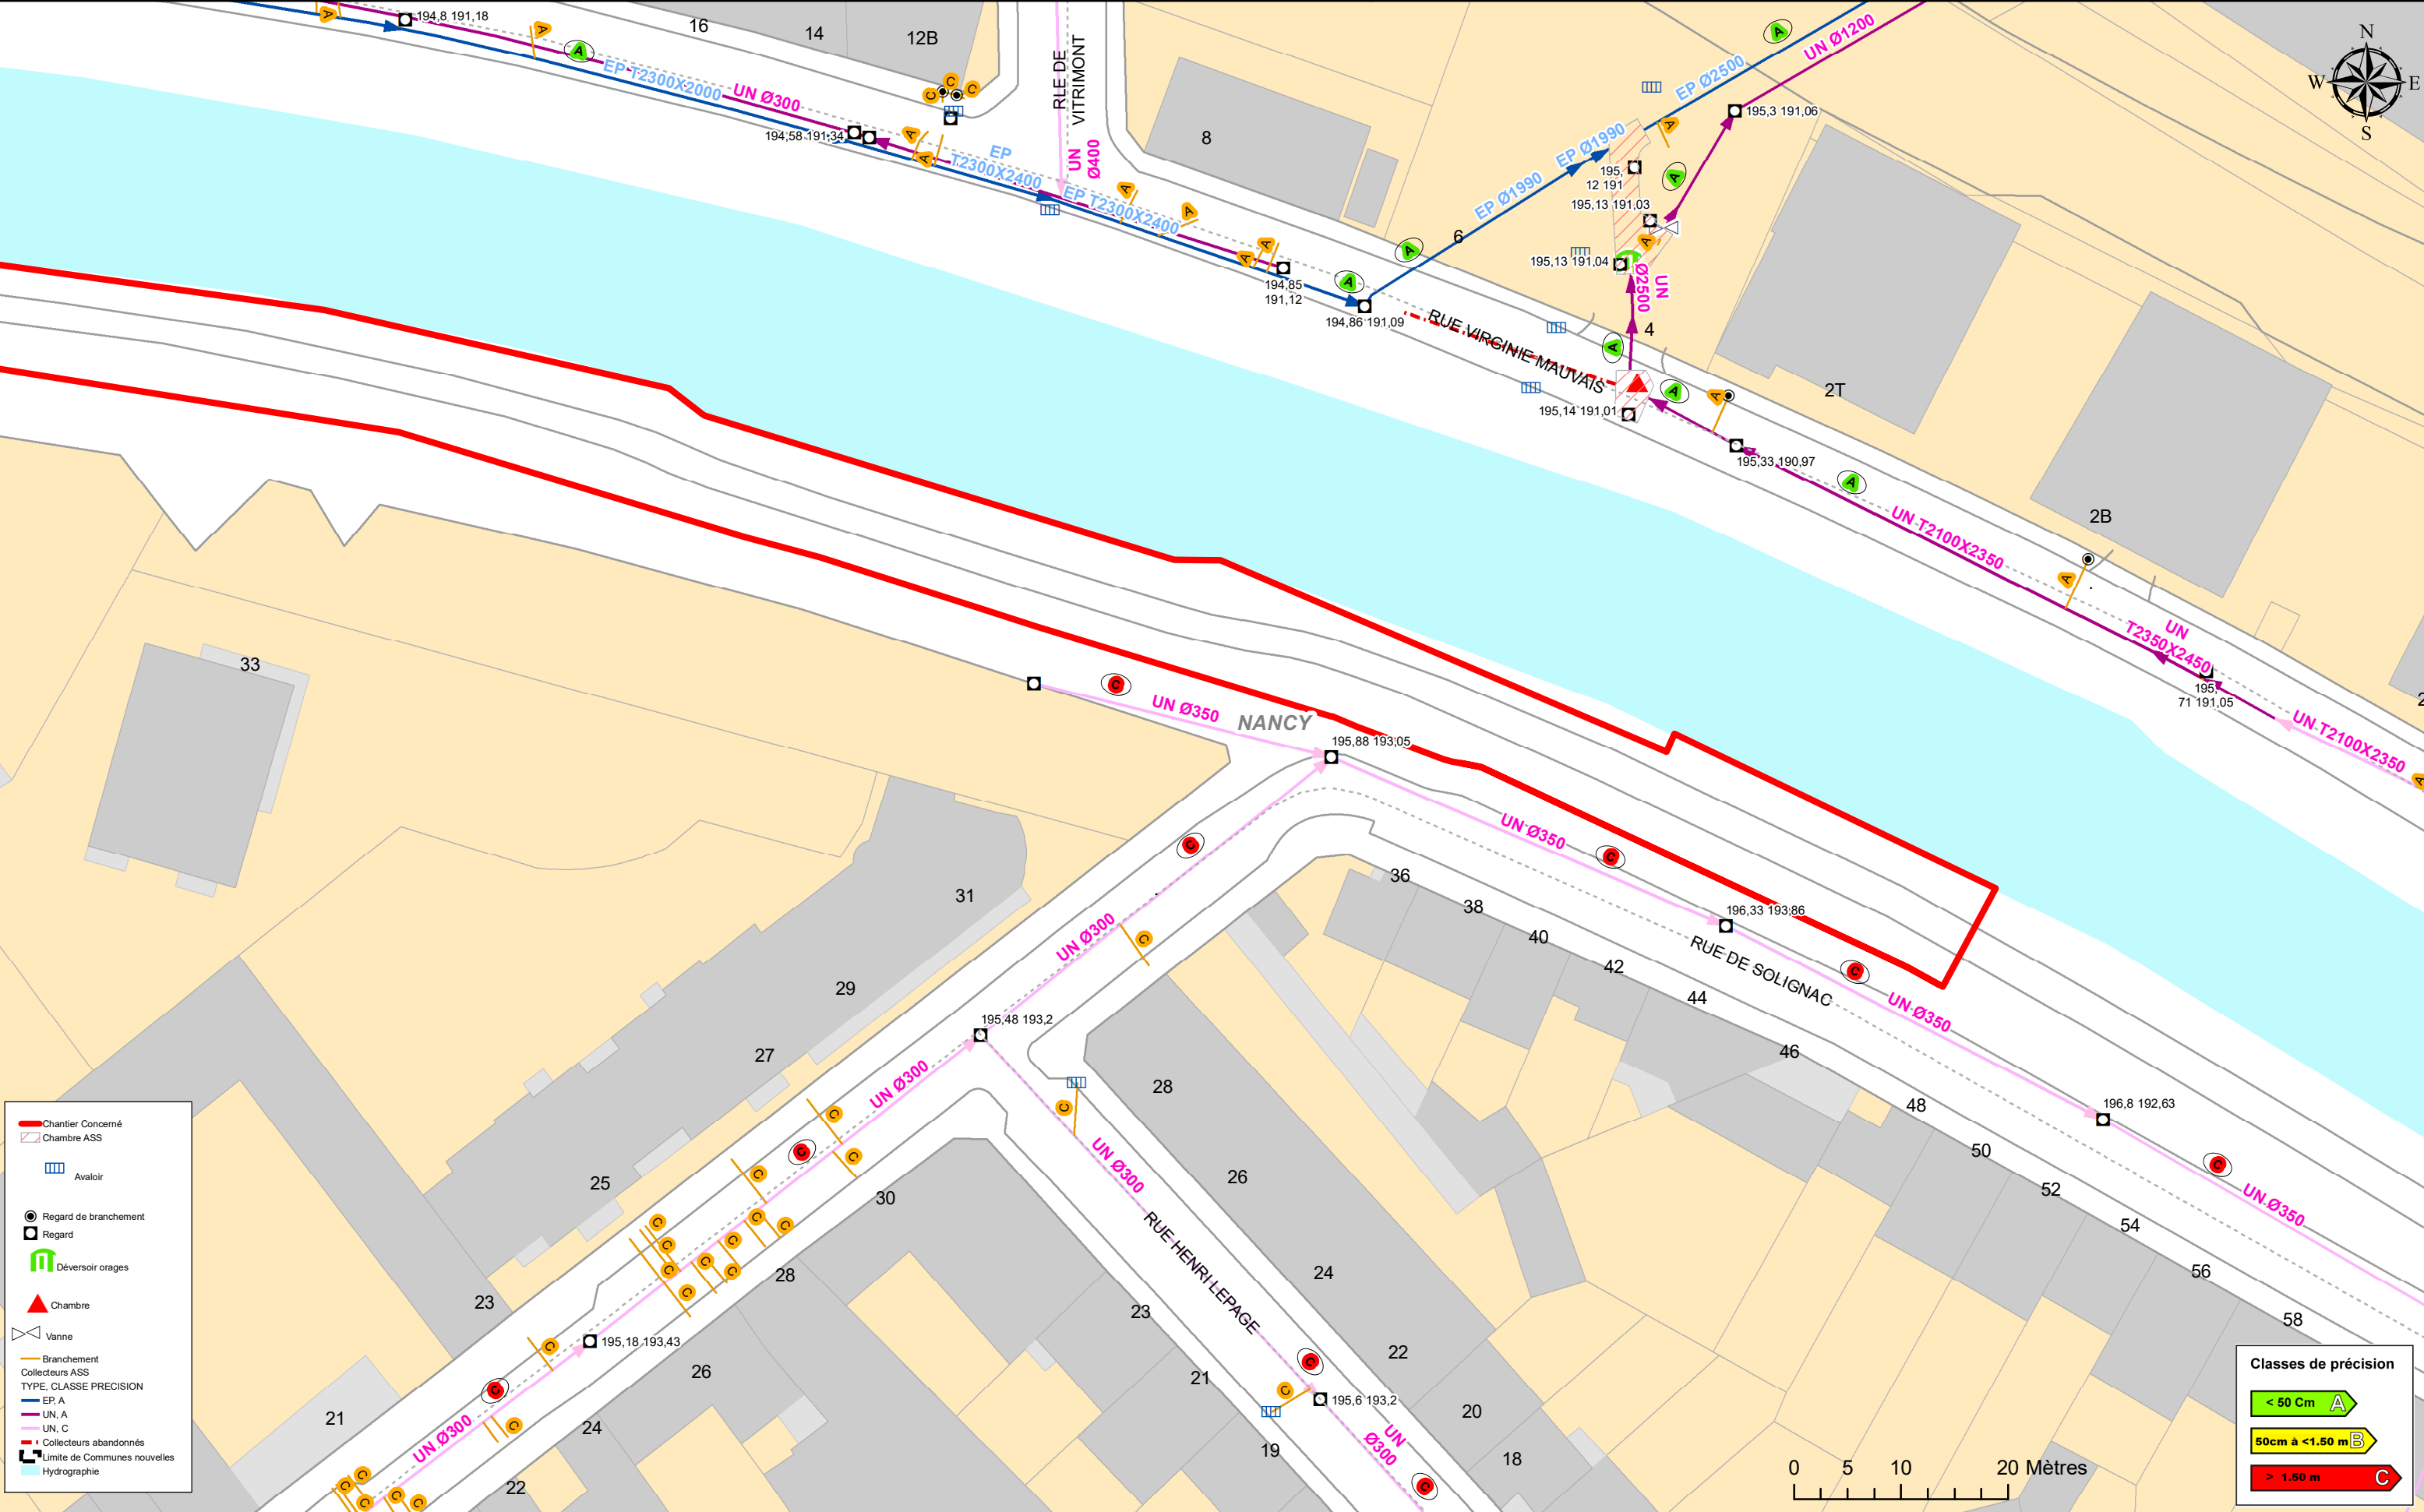 194,8 191,18
16
14
12B
A
A
A
EP T2300X2000
UN Ø300
C
C
C
RLE DE
VITRIMONT
UN
Ø400
8
194,58 191,34
A
A
EP
T2300X2400
EP T2300X2400
A
A
A
A
194,85
191,12
A
194,86 191,09
A
6
EP Ø1990
EP Ø1990
EP Ø2500
A
UN Ø1200
A
195,3 191,06
195,
12 191
A
195,13 191,03
A
195,13 191,04
UN
Ø2500
4
A
RUE VIRGINIE MAUVAIS
A
195,14 191,01
A
195,33 190,97
2T
A
UN T2100X2350
2B
A
UN
T2350X2450
195,
71 191,05
UN T2100X2350
A
2
N
W
E
S
33
C
UN Ø350
NANCY
195,88 193,05
C
31
UN Ø300
C
UN Ø350
C
196,33 193,86
36
38
40
42
44
46
48
50
52
54
56
58
RUE DE SOLIGNAC
C
UN Ø350
196,8 192,63
C
UN Ø350
29
27
25
23
21
195,48 193,2
UN Ø300
C
C
C
C
28
26
24
22
20
18
UN Ø300
RUE HENRI LEPAGE
30
28
26
24
22
C
C
C
C
C
C
C
C
C
C
C
195,18 193,43
C
C
UN Ø300
C
C
C
C
C
23
21
19
C
C
195,6 193,2
UN
Ø300
C
Chantier Concerné
Chambre ASS
Avaloir
Regard de branchement
Regard
Déversoir orages
Chambre
Vanne
Branchement
Collecteurs ASS
TYPE, CLASSE PRECISION
EP, A
UN, A
UN, C
Collecteurs abandonnés
Limite de Communes nouvelles
Hydrographie
0 5 10 20 Mètres
Classes de précision
< 50 Cm A
50cm à <1.50 m B
> 1.50 m C